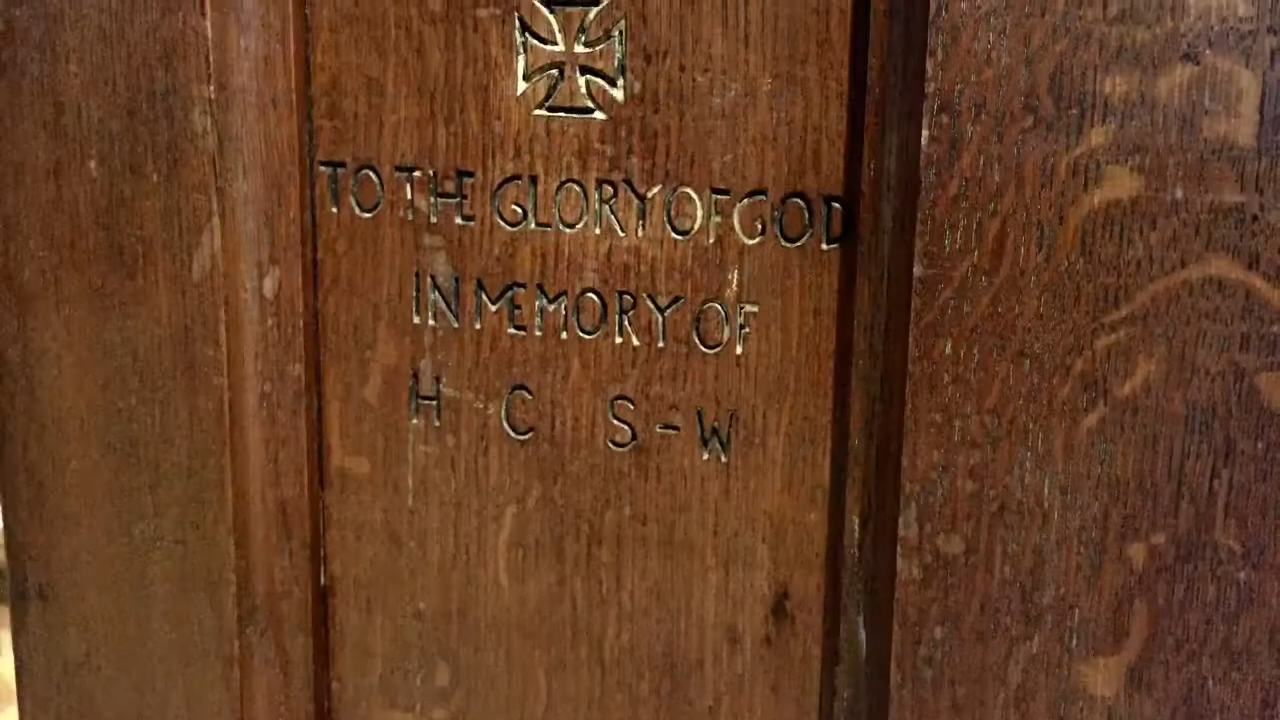 TO THE GLORY OF GOD
IN MEMORY OF
H C S-W